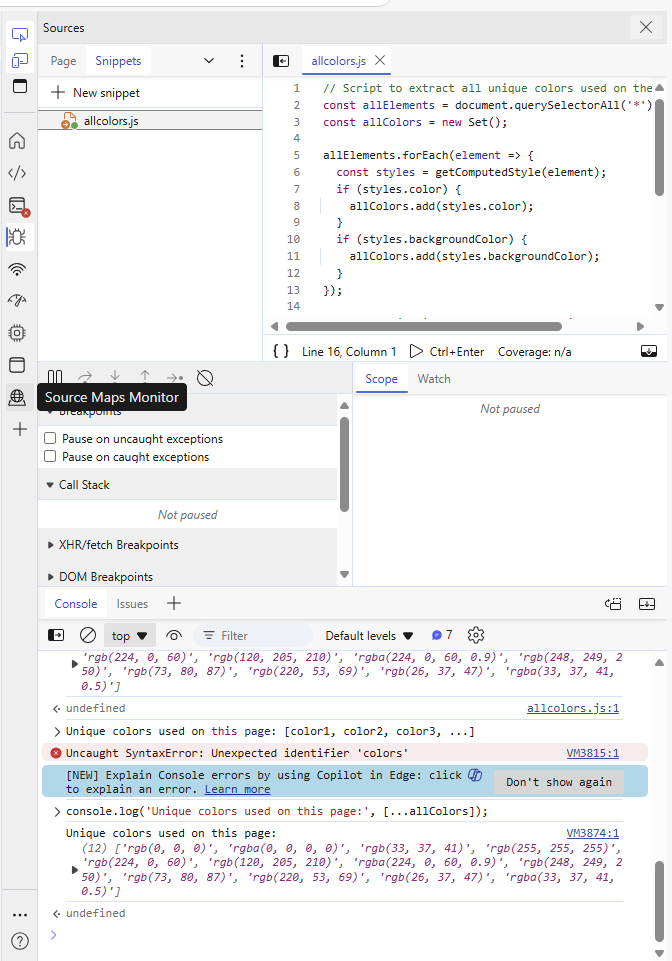 Sources
Page Snippets
allcolors.js
New snippet
allcolors.js
1 // Script to extract all unique colors used on the
2 const allElements = document.querySelectorAll('*')
3 const allColors = new Set();
4
5 allElements.forEach(element => {
6 const styles = getComputedStyle(element);
7 if (styles.color) {
8 allColors.add(styles.color);
9 }
10 if (styles.backgroundColor) {
11 allColors.add(styles.backgroundColor);
12 }
13 });
14
{ } Line 16, Column 1 Ctrl+Enter Coverage: n/a
Source Maps Monitor
Breakpoints
Pause on uncaught exceptions
Pause on caught exceptions
Call Stack
Not paused
XHR/fetch Breakpoints
DOM Breakpoints
Scope Watch
Not paused
Console Issues
top Filter Default levels 7
'rgb(224, 0, 60)', 'rgb(120, 205, 210)', 'rgba(224, 0, 60, 0.9)', 'rgb(248, 249, 2
50)', 'rgb(73, 80, 87)', 'rgb(220, 53, 69)', 'rgb(26, 37, 47)', 'rgba(33, 37, 41,
0.5)']
undefined allcolors.js:1
Unique colors used on this page: [color1, color2, color3, ...]
Uncaught SyntaxError: Unexpected identifier 'colors' VM3815:1
[NEW] Explain Console errors by using Copilot in Edge: click
to explain an error. Learn more
Don't show again
console.log('Unique colors used on this page:', [...allColors]);
Unique colors used on this page: VM3874:1
(12) ['rgb(0, 0, 0)', 'rgba(0, 0, 0, 0)', 'rgb(33, 37, 41)', 'rgb(255, 255, 255)',
'rgb(224, 0, 60)', 'rgb(120, 205, 210)', 'rgba(224, 0, 60, 0.9)', 'rgb(248, 249, 2
50)', 'rgb(73, 80, 87)', 'rgb(220, 53, 69)', 'rgb(26, 37, 47)', 'rgba(33, 37, 41,
0.5)']
undefined